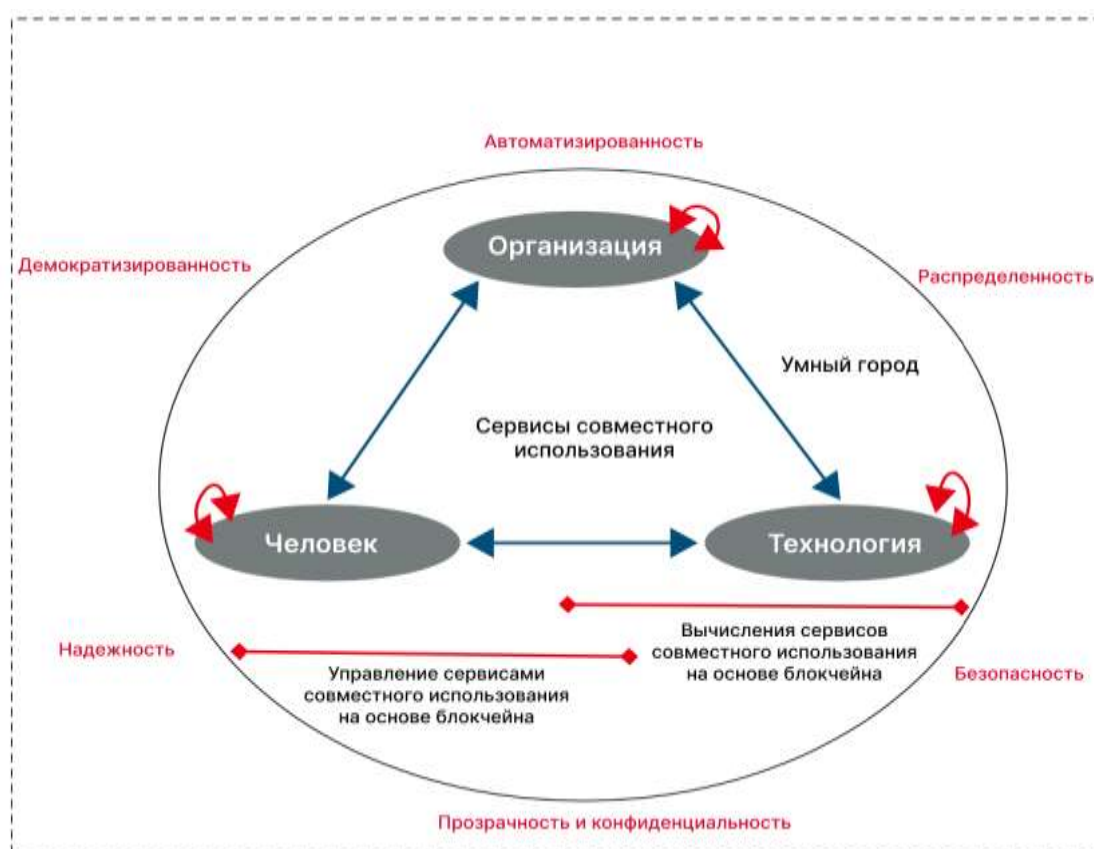 Автоматизированность
Организация
Демократизированность
Распределенность
Умный город
Сервисы совместного
использования
Человек
Технология
Надежность
Управление сервисами
совместного использования
на основе блокчейна
Вычисления сервисов
совместного использования
на основе блокчейна
Безопасность
Прозрачность и конфиденциальность